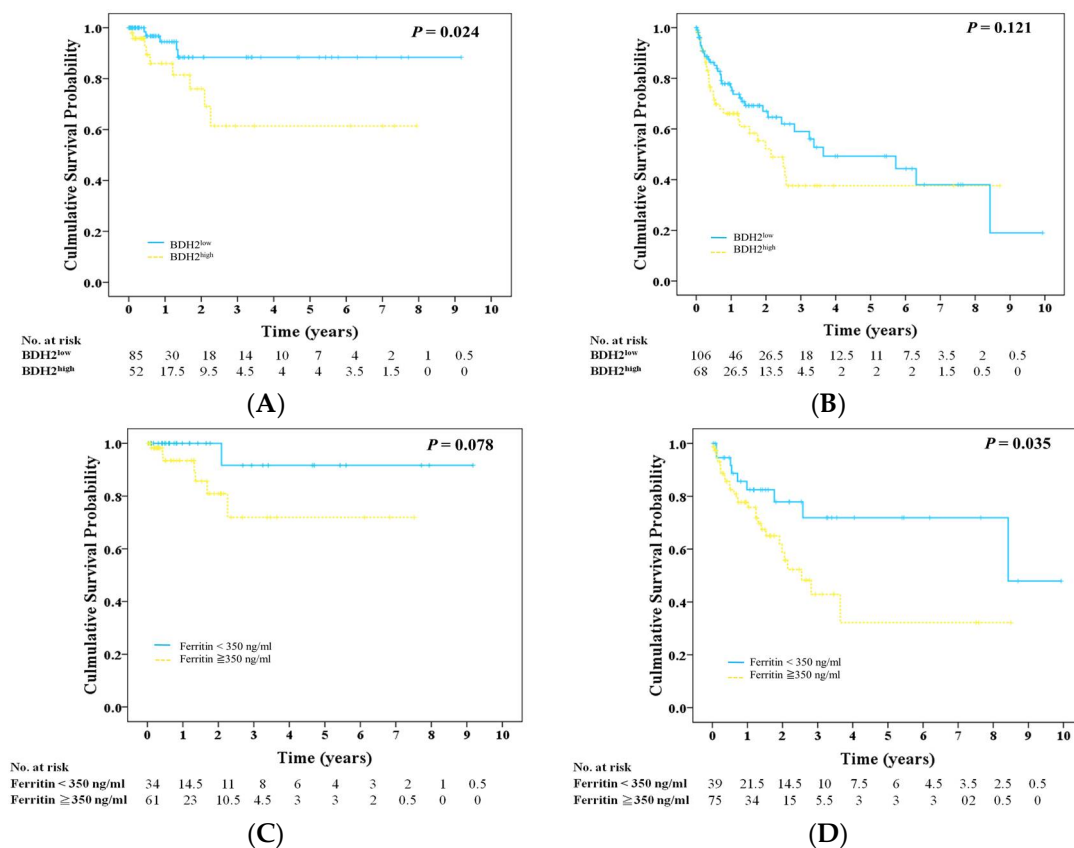 P = 0.024
Culmulative Survival Probability
1.0
0.8
0.6
0.4
0.2
0.0
BDH2low
BDH2high
0 1 2 3 4 5 6 7 8 9 10
Time (years)
No. at risk
BDH2low 85 30 18 14 10 7 4 2 1 0.5
BDH2high 52 17.5 9.5 4.5 4 4 3.5 1.5 0 0
(A)
P = 0.121
Culmulative Survival Probability
1.0
0.8
0.6
0.4
0.2
0.0
BDH2low
BDH2high
0 1 2 3 4 5 6 7 8 9 10
Time (years)
No. at risk
BDH2low 106 46 26.5 18 12.5 11 7.5 3.5 2 0.5
BDH2high 68 26.5 13.5 4.5 2 2 2 1.5 0.5 0
(B)
P = 0.078
Culmulative Survival Probability
1.0
0.8
0.6
0.4
0.2
0.0
Ferritin < 350 ng/ml
Ferritin ≧350 ng/ml
0 1 2 3 4 5 6 7 8 9 10
Time (years)
No. at risk
Ferritin < 350 ng/ml 34 14.5 11 8 6 4 3 2 1 0.5
Ferritin ≧ 350 ng/ml 61 23 10.5 4.5 3 3 2 0.5 0 0
(C)
P = 0.035
Culmulative Survival Probability
1.0
0.8
0.6
0.4
0.2
0.0
Ferritin < 350 ng/ml
Ferritin ≧350 ng/ml
0 1 2 3 4 5 6 7 8 9 10
Time (years)
No. at risk
Ferritin < 350 ng/ml 39 21.5 14.5 10 7.5 6 4.5 3.5 2.5 0.5
Ferritin ≧ 350 ng/ml 75 34 15 5.5 3 3 3 02 0.5 0
(D)